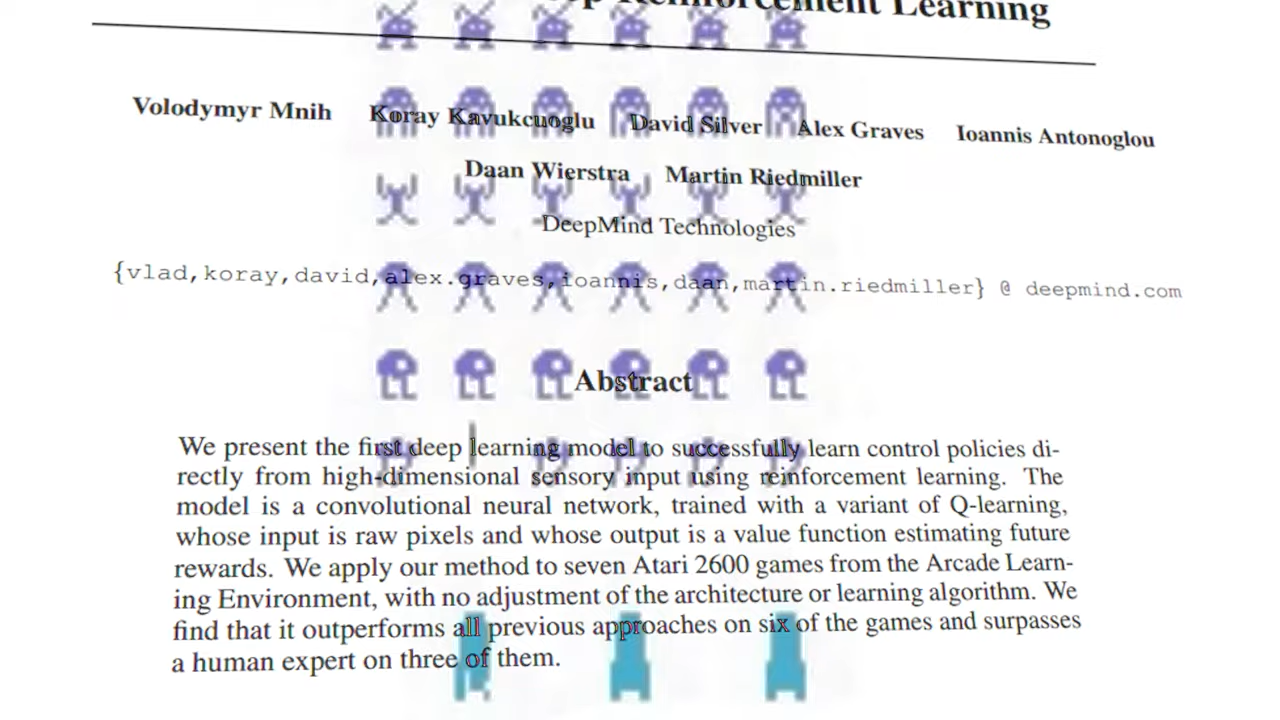 Deep Reinforcement Learning
Volodymyr Mnih Koray Kavukcuoglu David Silver Alex Graves Ioannis Antonoglou
Daan Wierstra Martin Riedmiller
DeepMind Technologies
{vlad,koray,david,alex.graves,ioannis,daan,martin.riedmiller} @ deepmind.com
Abstract
We present the first deep learning model to successfully learn control policies di-
rectly from high-dimensional sensory input using reinforcement learning. The
model is a convolutional neural network, trained with a variant of Q-learning,
whose input is raw pixels and whose output is a value function estimating future
rewards. We apply our method to seven Atari 2600 games from the Arcade Learn-
ing Environment, with no adjustment of the architecture or learning algorithm. We
find that it outperforms all previous approaches on six of the games and surpasses
a human expert on three of them.